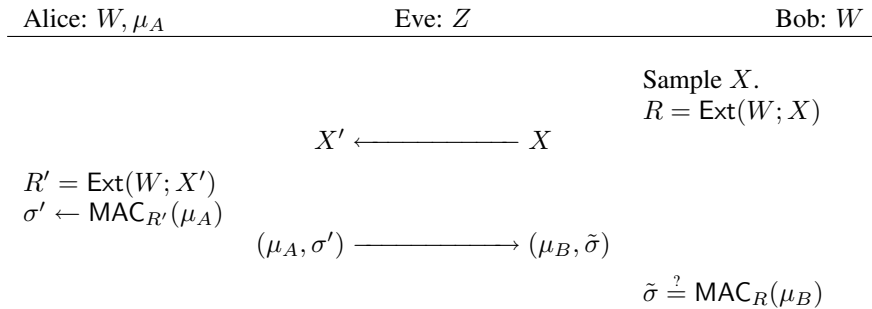 Alice: W, μ_A Eve: Z Bob: W
Sample X.
R = Ext(W; X)
X′ ⟵ X
R′ = Ext(W; X′)
σ′ ← MAC_{R′}(μ_A)
(μ_A, σ′) ⟶ (μ_B, σ̃)
σ̃ ≟ MAC_R(μ_B)